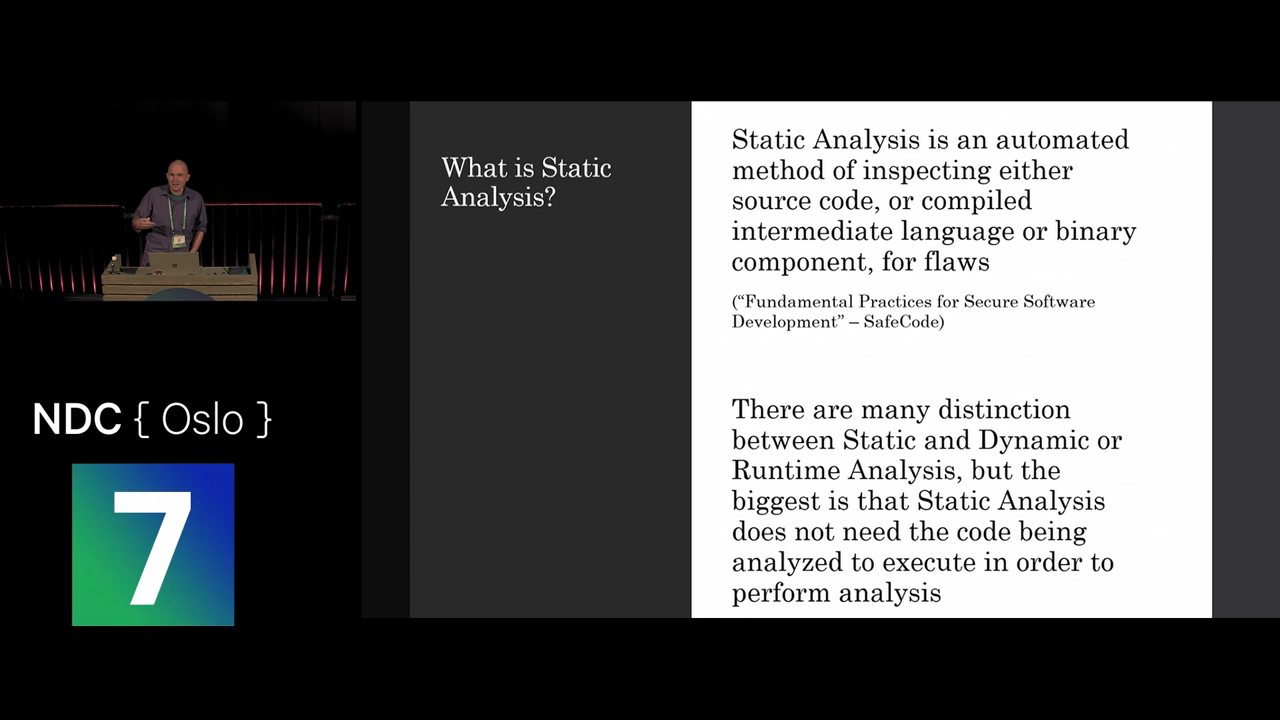 What is Static
Analysis?
Static Analysis is an automated
method of inspecting either
source code, or compiled
intermediate language or binary
component, for flaws
(“Fundamental Practices for Secure Software
Development” – SafeCode)
There are many distinction
between Static and Dynamic or
Runtime Analysis, but the
biggest is that Static Analysis
does not need the code being
analyzed to execute in order to
perform analysis
NDC { Oslo }
7